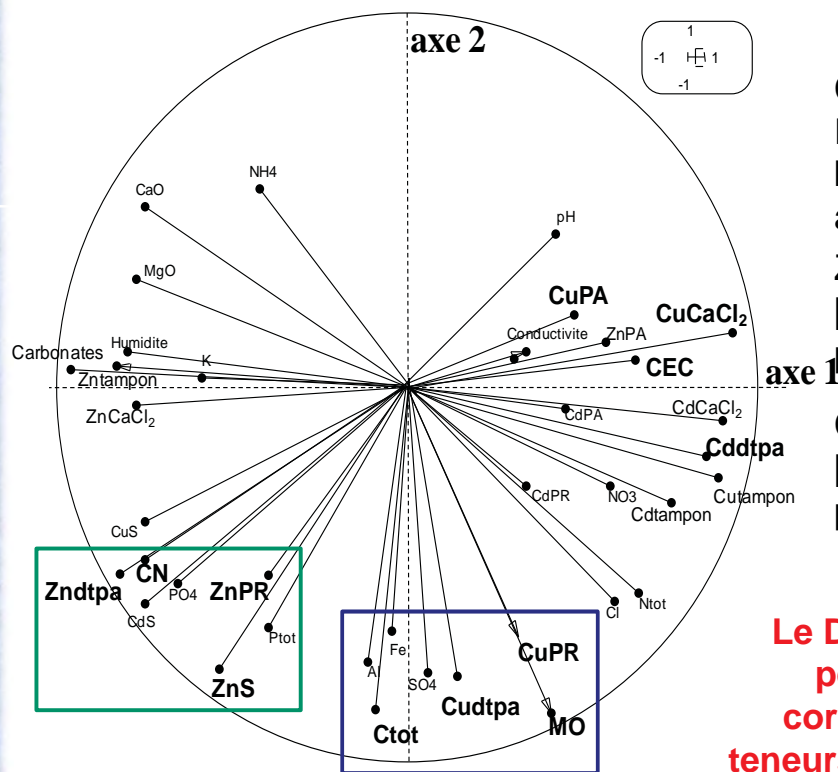 axe 2
1
-1 1
-1
NH4
CaO
pH
MgO
CuPA
CuCaCl₂
Conductivite
ZnPA
Humidite
K
CEC
Carbonates
axe 1
Zntampon
ZnCaCl₂
CdPA
CdCaCl₂
Cddtpa
Cutampon
CdPR
NO3
Cdtampon
CuS
Zndtpa
CN
PO4
ZnPR
CdS
Cl
Ntot
Ptot
Fe
CuPR
Al
SO4
ZnS
Cudtpa
Ctot
MO
Le D
cor
teneur